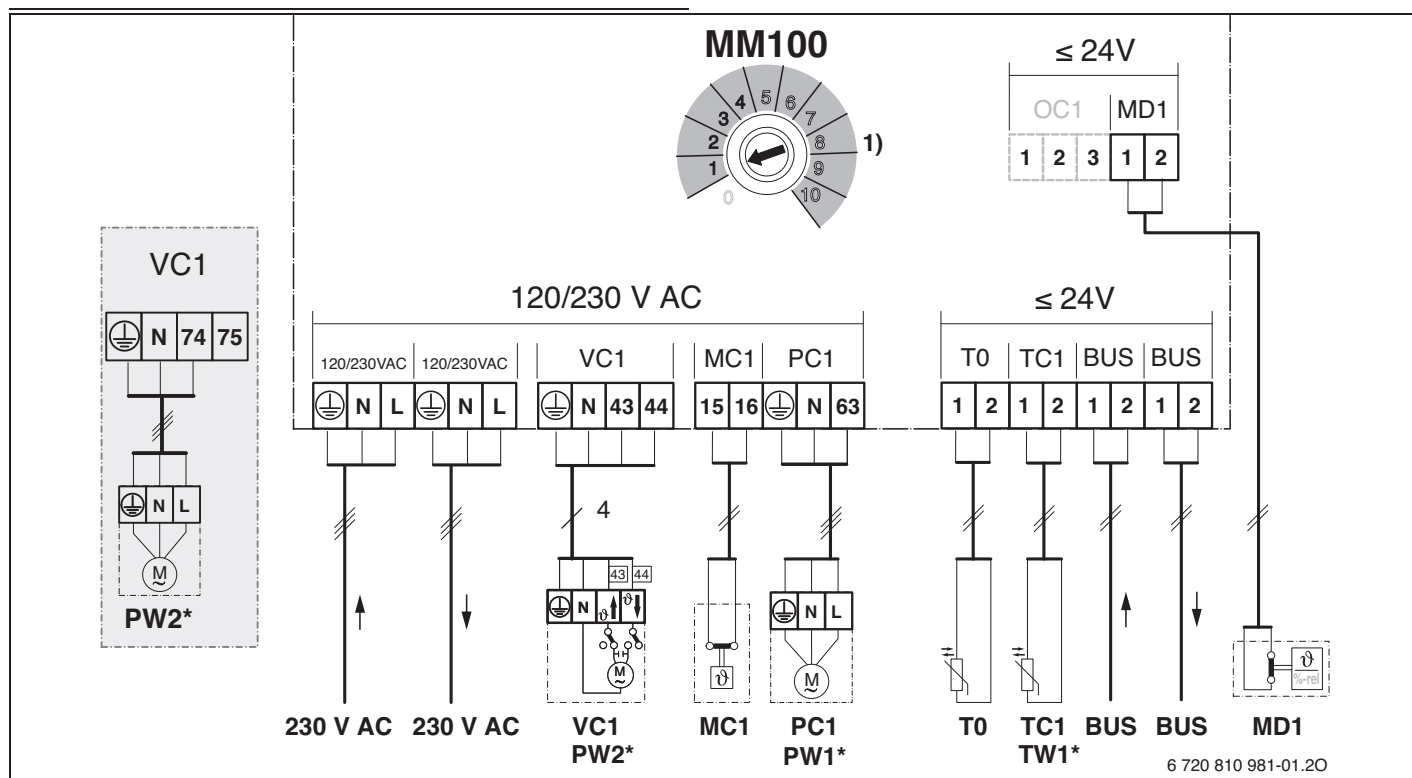 MM100
≤ 24V
OC1 MD1
1 2 3 1 2
0 1 2 3 4 5 6 7 8 9 10
1)
VC1
N 74 75
N L
M
~
PW2*
120/230 V AC
≤ 24V
120/230VAC 120/230VAC VC1 MC1 PC1 T0 TC1 BUS BUS
N L N L N 43 44 15 16 N 63 1 2 1 2 1 2 1 2
4
43 44
N ϑ ϑ
M
~
ϑ
N L
M
~
ϑ
%-rel
230 V AC 230 V AC VC1 MC1 PC1 T0 TC1 BUS BUS MD1
PW2* PW1* TW1*
6 720 810 981-01.2O